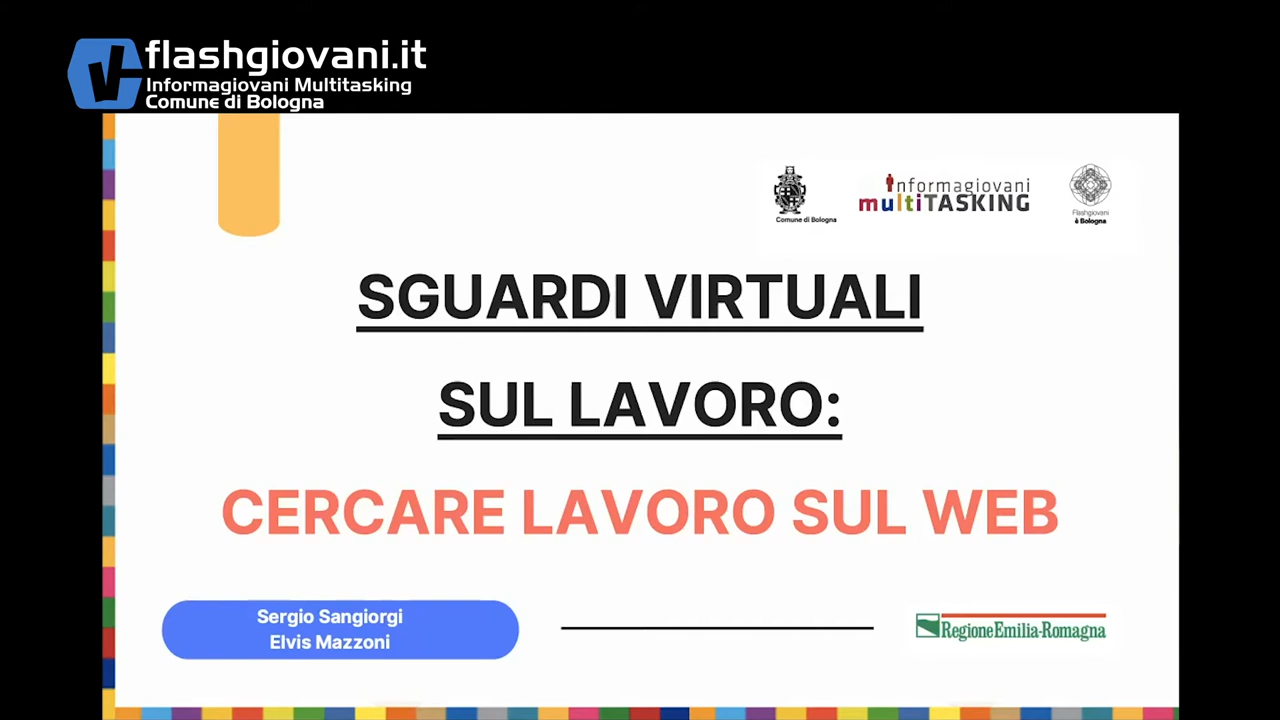 flashgiovani.it
Informagiovani Multitasking
Comune di Bologna
Comune di Bologna
informagiovani
multiTASKING
Flashgiovani
è Bologna
SGUARDI VIRTUALI
SUL LAVORO:
CERCARE LAVORO SUL WEB
Sergio Sangiorgi
Elvis Mazzoni
RegioneEmilia-Romagna